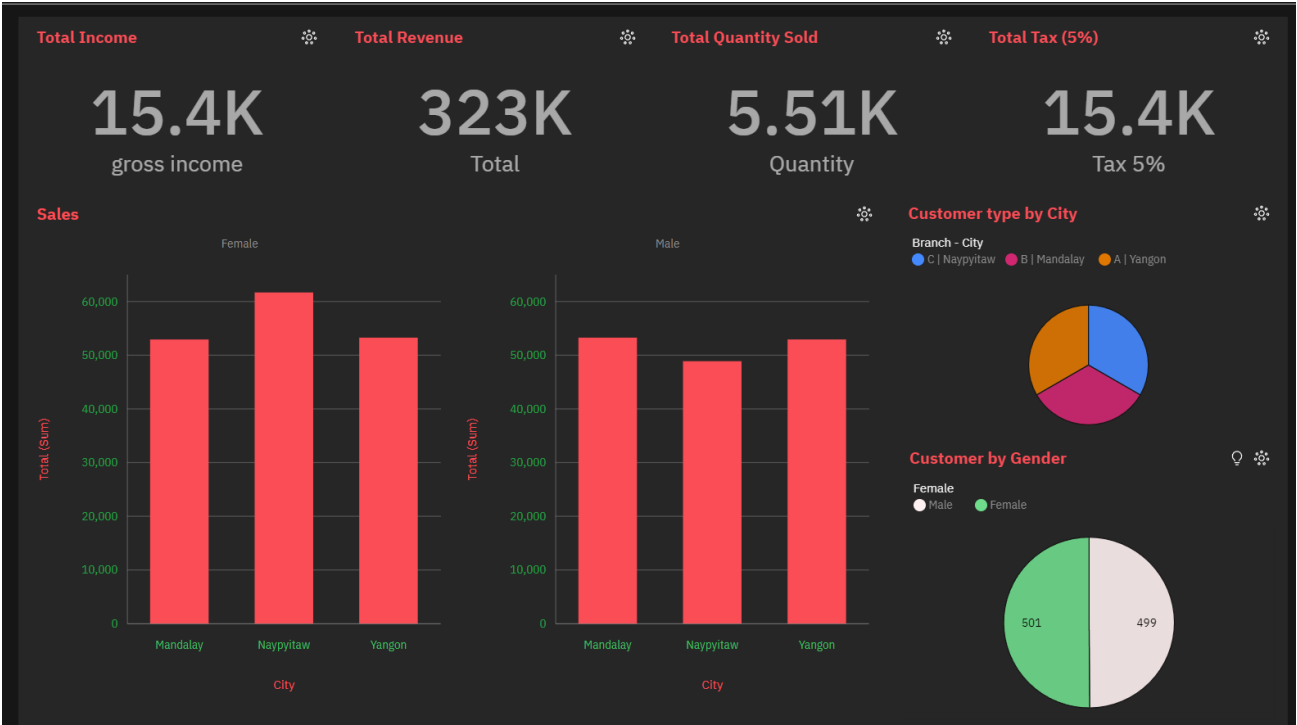 Total Income
Total Revenue
Total Quantity Sold
Total Tax (5%)
15.4K
gross income
323K
Total
5.51K
Quantity
15.4K
Tax 5%
Sales
Female
Total (Sum)
60,000
50,000
40,000
30,000
20,000
10,000
0
Mandalay
Naypyitaw
Yangon
City
Male
Total (Sum)
60,000
50,000
40,000
30,000
20,000
10,000
0
Mandalay
Naypyitaw
Yangon
City
Customer type by City
Branch - City
C | Naypyitaw B | Mandalay A | Yangon
Customer by Gender
Female
Male Female
501
499